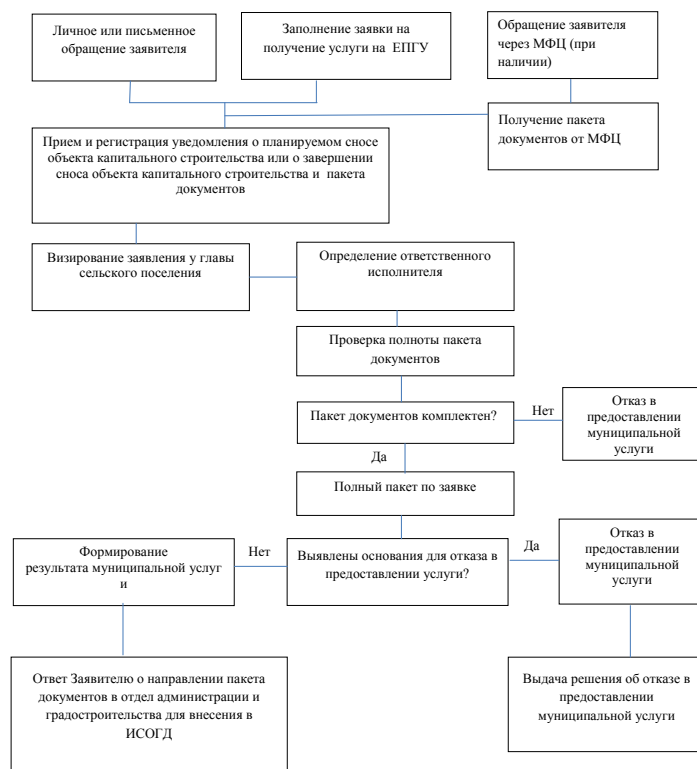 Личное или письменное
обращение заявителя
Заполнение заявки на
получение услуги на ЕПГУ
Обращение заявителя
через МФЦ (при
наличии)
Получение пакета
документов от МФЦ
Прием и регистрация уведомления о планируемом сносе
объекта капитального строительства или о завершении
сноса объекта капитального строительства и пакета
документов
Визирование заявления у главы
сельского поселения
Определение ответственного
исполнителя
Проверка полноты пакета
документов
Пакет документов комплектен?
Нет
Отказ в
предоставлении
муниципальной
услуги
Да
Полный пакет по заявке
Формирование
результата муниципальной услуг
и
Нет
Выявлены основания для отказа в
предоставлении услуги?
Да
Отказ в
предоставлении
муниципальной
услуги
Ответ Заявителю о направлении пакета
документов в отдел администрации и
градостроительства для внесения в
ИСОГД
Выдача решения об отказе в
предоставлении
муниципальной услуги